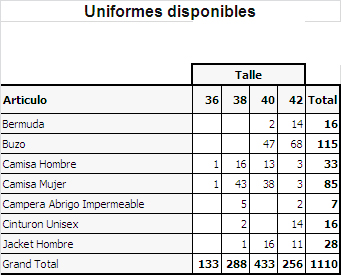 Uniformes disponibles
Talle
Articulo 36 38 40 42 Total
Bermuda 2 14 16
Buzo 47 68 115
Camisa Hombre 1 16 13 3 33
Camisa Mujer 1 43 38 3 85
Campera Abrigo Impermeable 5 2 7
Cinturon Unisex 2 14 16
Jacket Hombre 1 16 11 28
Grand Total 133 288 433 256 1110